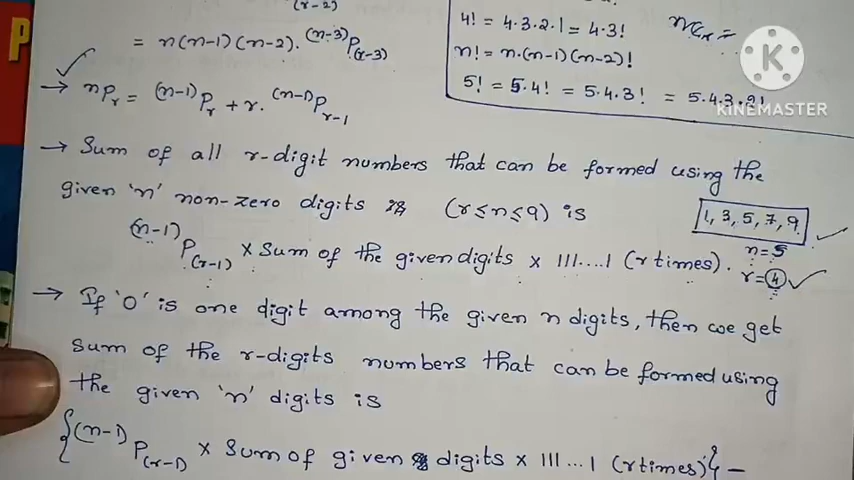 (r-2)
= n(n-1)(n-2). (n-3)P(r-3)
→ nPr = (n-1)Pr + r. (n-1)Pr-1
4! = 4·3·2·1 = 4·3!
n! = n·(n-1)(n-2)!
5! = 5·4! = 5·4·3! = 5·4·3·2!
nCr =
K
KINEMASTER
→ Sum of all r-digit numbers that can be formed using the
given 'n' non-zero digits is (r≤n≤9) is
(n-1)P(r-1) × Sum of the given digits × 111....1 (r times).
1, 3, 5, 7, 9
n=5
r=4
→ If '0' is one digit among the given n digits, then we get
sum of the r-digits numbers that can be formed using
the given 'n' digits is
{(n-1)P(r-1) × Sum of given digits × 111...1 (r times)} -